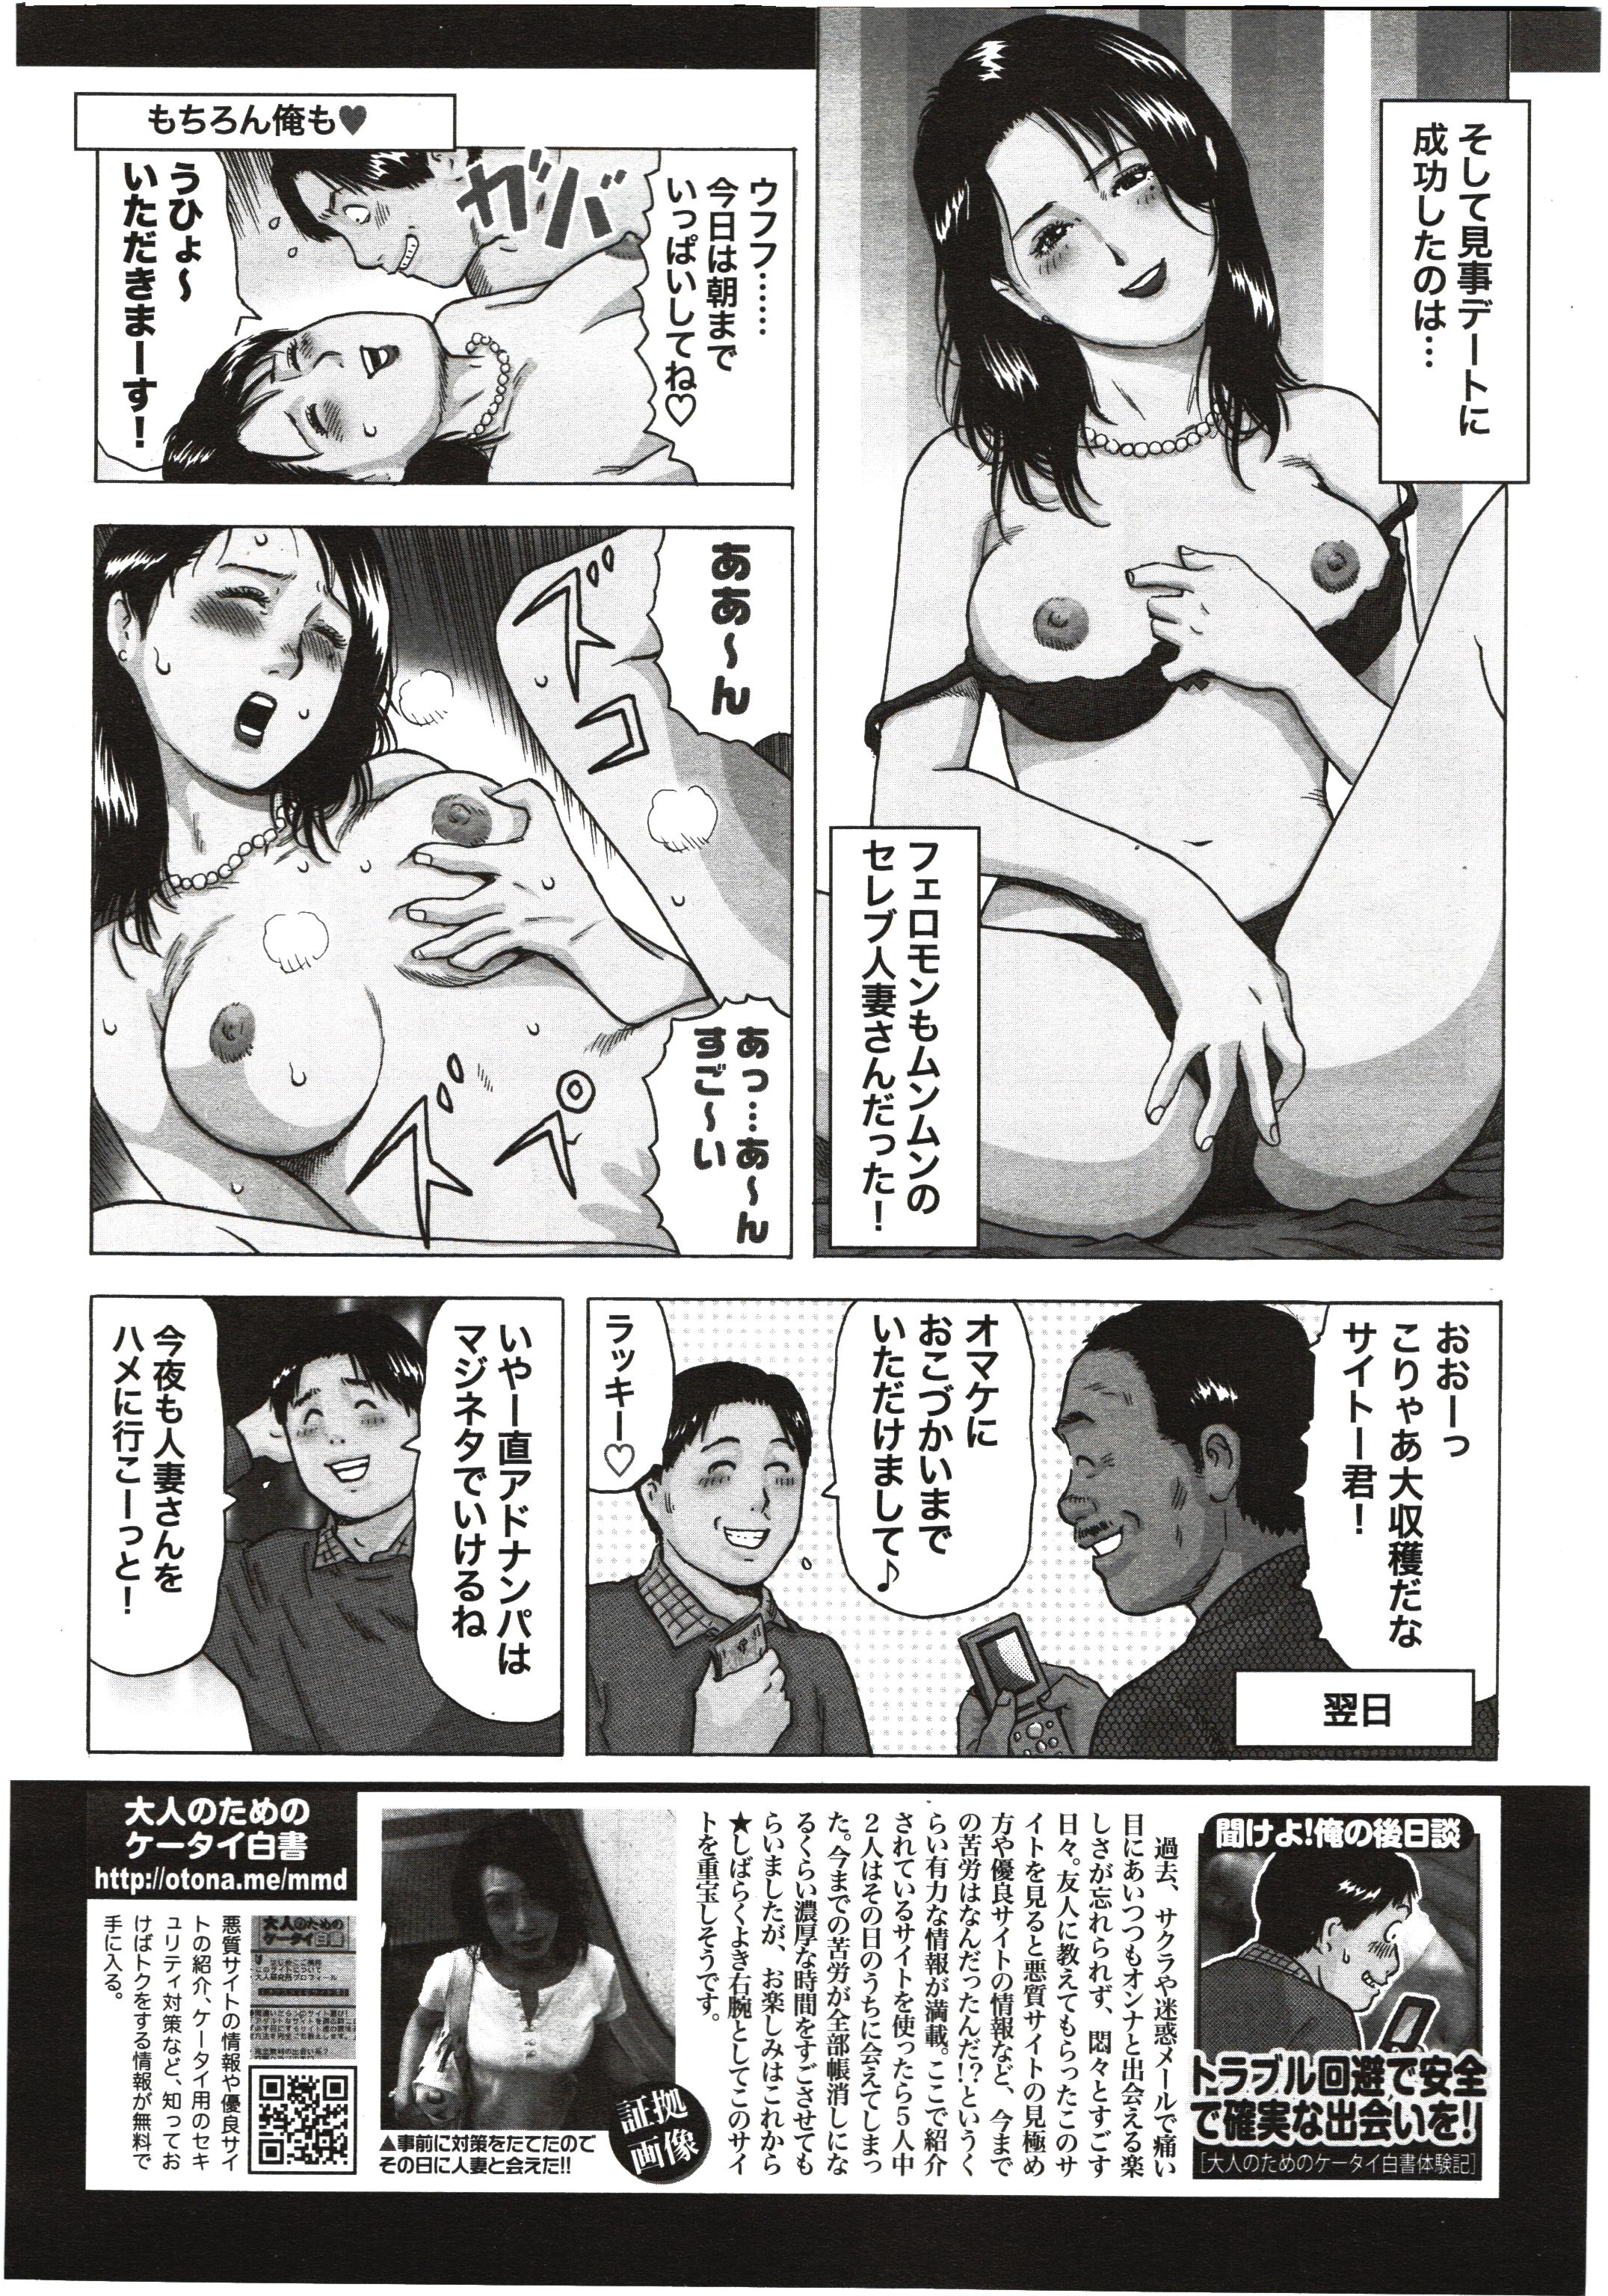 そして見事デートに
成功したのは…
フェロモンもムンムンの
セレブ人妻さんだった！
もちろん俺も♥
ウフフ……
今日は朝まで
いっぱいしてね♡
ガバ
うひょ〜
いただきまーす！
ああ〜ん
ズコ
あっ…あ〜ん
すご〜い
ズズ
おおーっ
こりゃあ大収穫だな
サイトー君！
翌日
オマケに
おこづかいまで
いただけまして♪
ラッキー♡
いやー直アドナンパは
マジネタでいけるね
今夜も人妻さんを
ハメに行こーっと！
聞けよ！俺の後日談
トラブル回避で安全
で確実な出会いを！
［大人のためのケータイ白書体験記］
過去、サクラや迷惑メールで痛い
目にあいつつもオンナと出会える楽
しさが忘れられず、悶々とすごす
日々。友人に教えてもらったこのサ
イトを見ると悪質サイトの見極め
方や優良サイトの情報など、今まで
の苦労はなんだったんだ!?というく
らい有力な情報が満載。ここで紹介
されているサイトを使ったら５人中
２人はその日のうちに会えてしまっ
た。今までの苦労が全部帳消しにな
るくらい濃厚な時間をすごさせても
らいましたが、お楽しみはこれから
★しばらくよき右腕としてこのサイ
トを重宝しそうです。
証拠
画像
▲事前に対策をたてたので
その日に人妻と会えた!!
大人のための
ケータイ白書
http://otona.me/mmd
大人のための
ケータイ白書
悪質サイトの情報や優良サイ
トの紹介、ケータイ用のセキ
ュリティ対策など、知ってお
けばトクをする情報が無料で
手に入る。